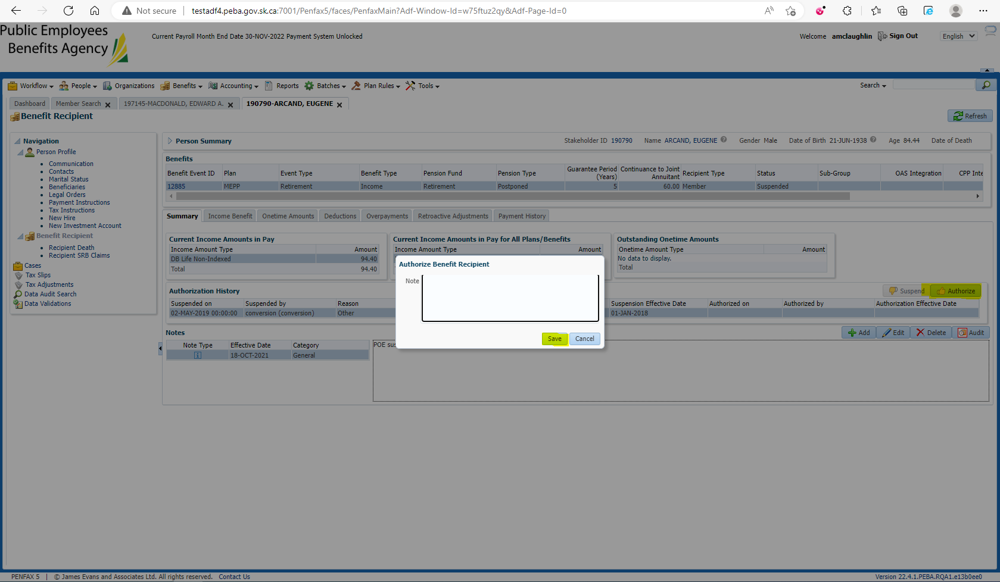 Not secure testadf4.peba.gov.sk.ca:7001/Penfax5/faces/PenfaxMain?Adf-Window-Id=w75ftuz2qy&Adf-Page-Id=0
Public Employees
Benefits Agency
Current Payroll Month End Date 30-NOV-2022 Payment System Unlocked
Welcome amclaughlin Sign Out English
Workflow People Organizations Benefits Accounting Reports Batches Plan Rules Tools Search
Dashboard Member Search 197145-MACDONALD, EDWARD A. 190790-ARCAND, EUGENE
Benefit Recipient Refresh
Navigation
Person Profile
Communication
Contacts
Marital Status
Beneficiaries
Legal Orders
Payment Instructions
Tax Instructions
New Hire
New Investment Account
Benefit Recipient
Recipient Death
Recipient SRB Claims
Cases
Tax Slips
Tax Adjustments
Data Audit Search
Data Validations
Person Summary Stakeholder ID 190790 Name ARCAND, EUGENE Gender Male Date of Birth 21-JUN-1938 Age 84.44 Date of Death
Benefits
Benefit Event ID Plan Event Type Benefit Type Pension Fund Pension Type Guarantee Period (Years) Continuance to Joint Annuitant Recipient Type Status Sub-Group OAS Integration CPP Inte
12885 MEPP Retirement Income Retirement Postponed 5 60.00 Member Suspended
Summary Income Benefit Onetime Amounts Deductions Overpayments Retroactive Adjustments Payment History
Current Income Amounts in Pay
Income Amount Type Amount
DB Life Non-Indexed 94.40
Total 94.40
Current Income Amounts in Pay for All Plans/Benefits
Income Amount Type Amount
Outstanding Onetime Amounts
Onetime Amount Type Amount
No data to display.
Total
Authorize Benefit Recipient
Note
Save Cancel
Authorization History Suspend Authorize
Suspended on Suspended by Reason Suspension Effective Date Authorized on Authorized by Authorization Effective Date
02-MAY-2019 00:00:00 conversion (conversion) Other 01-JAN-2018
Notes Add Edit Delete Audit
Note Type Effective Date Category
18-OCT-2021 General
POE sus
PENFAX 5 | © James Evans and Associates Ltd. All rights reserved. Contact Us Version 22.4.1.PEBA.RQA1.e13b0ee0